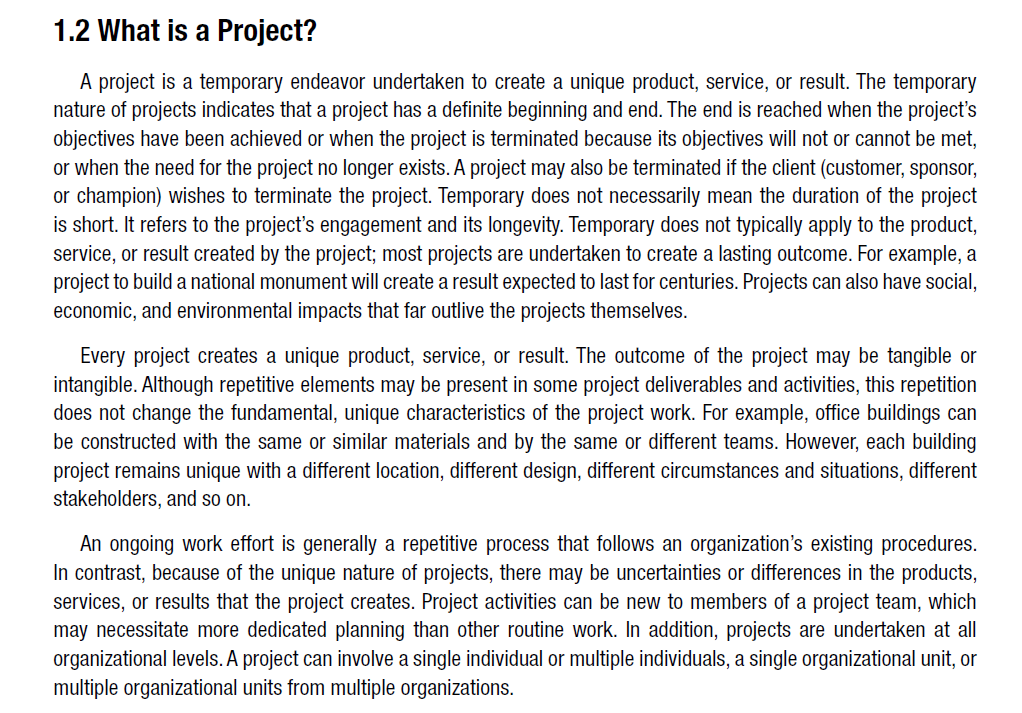 1.2 What is a Project?
A project is a temporary endeavor undertaken to create a unique product, service, or result. The temporary
nature of projects indicates that a project has a definite beginning and end. The end is reached when the project’s
objectives have been achieved or when the project is terminated because its objectives will not or cannot be met,
or when the need for the project no longer exists. A project may also be terminated if the client (customer, sponsor,
or champion) wishes to terminate the project. Temporary does not necessarily mean the duration of the project
is short. It refers to the project’s engagement and its longevity. Temporary does not typically apply to the product,
service, or result created by the project; most projects are undertaken to create a lasting outcome. For example, a
project to build a national monument will create a result expected to last for centuries. Projects can also have social,
economic, and environmental impacts that far outlive the projects themselves.
Every project creates a unique product, service, or result. The outcome of the project may be tangible or
intangible. Although repetitive elements may be present in some project deliverables and activities, this repetition
does not change the fundamental, unique characteristics of the project work. For example, office buildings can
be constructed with the same or similar materials and by the same or different teams. However, each building
project remains unique with a different location, different design, different circumstances and situations, different
stakeholders, and so on.
An ongoing work effort is generally a repetitive process that follows an organization’s existing procedures.
In contrast, because of the unique nature of projects, there may be uncertainties or differences in the products,
services, or results that the project creates. Project activities can be new to members of a project team, which
may necessitate more dedicated planning than other routine work. In addition, projects are undertaken at all
organizational levels. A project can involve a single individual or multiple individuals, a single organizational unit, or
multiple organizational units from multiple organizations.